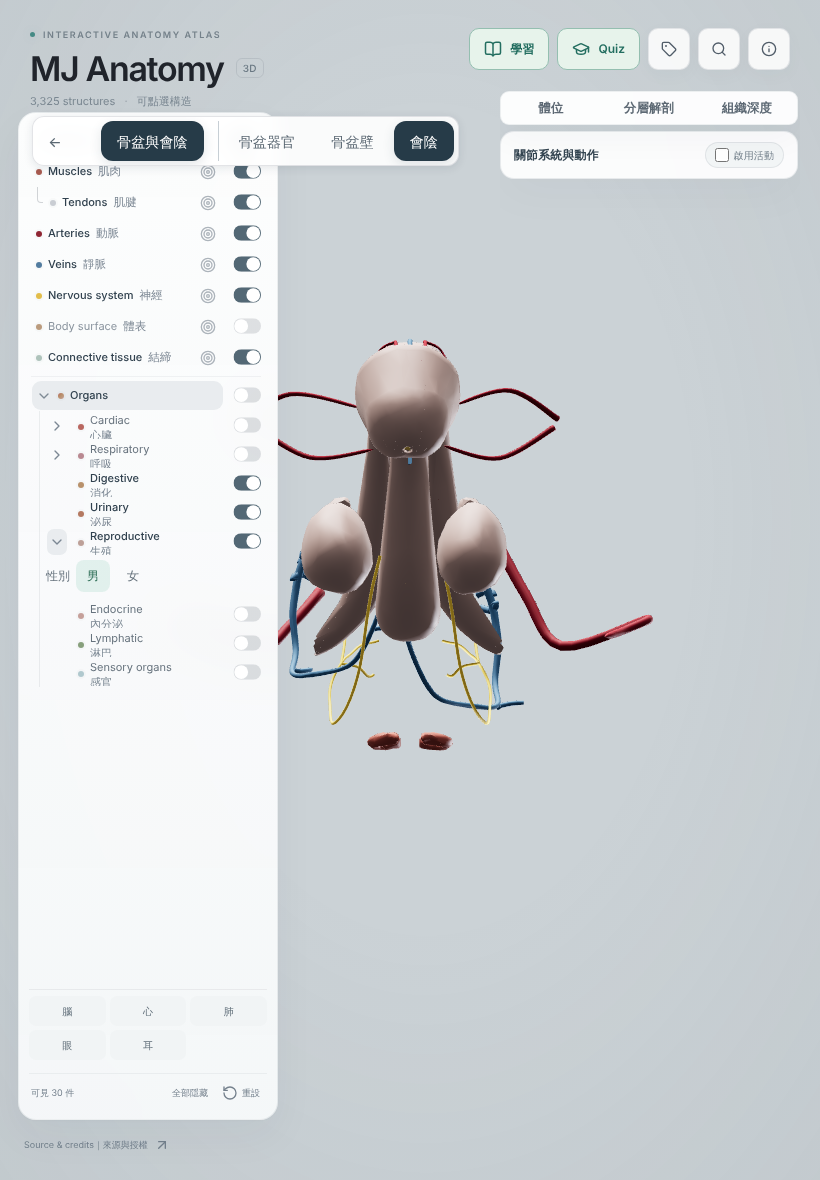 INTERACTIVE ANATOMY ATLAS
MJ Anatomy 3D
3,325 structures · 可點選構造
學習
Quiz
體位 分層解剖 組織深度
關節系統與動作 啟用活動
← 骨盆與會陰 骨盆器官 骨盆壁 會陰
Muscles 肌肉
Tendons 肌腱
Arteries 動脈
Veins 靜脈
Nervous system 神經
Body surface 體表
Connective tissue 結締
Organs
Cardiac
心臟
Respiratory
呼吸
Digestive
消化
Urinary
泌尿
Reproductive
生殖
性別 男 女
Endocrine
內分泌
Lymphatic
淋巴
Sensory organs
感官
腦 心 肺
眼 耳
可見 30 件 全部隱藏 重設
Source & credits | 來源與授權